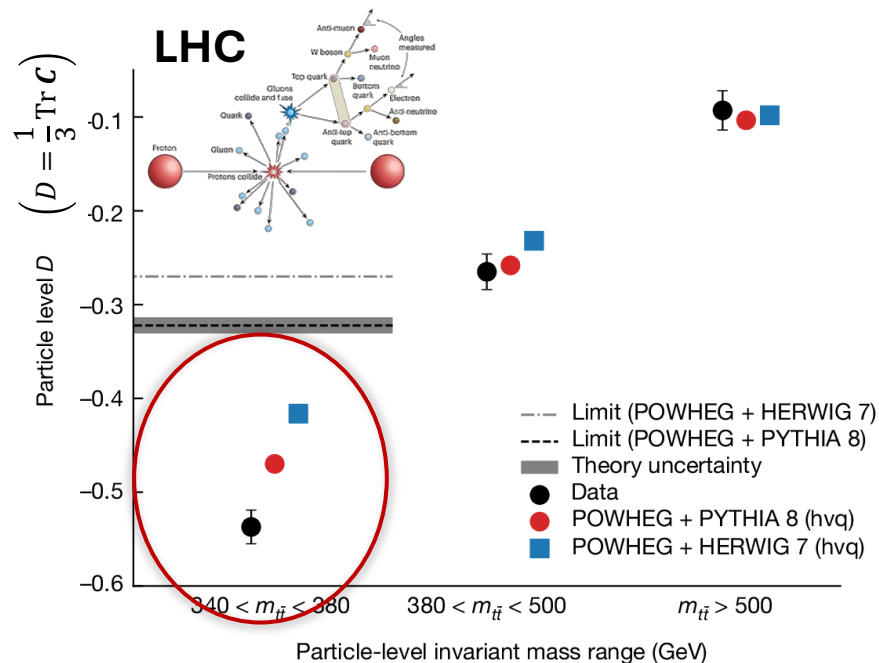 LHC
Anti-muon
Angles
measured
W boson
Muon
neutrino
Top quark
Bottom
quark
Gluons
collide and fuse
Electron
Quark
Anti-neutrino
Anti-top
quark
Anti-bottom
quark
Gluon
Proton
Protons collide
(D = 1/3 Tr C)
Particle level D
-0.1
-0.2
−0.3
−0.4
−0.5
−0.6
Limit (POWHEG + HERWIG 7)
Limit (POWHEG + PYTHIA 8)
Theory uncertainty
Data
POWHEG + PYTHIA 8 (hvq)
POWHEG + HERWIG 7 (hvq)
340 < mtt̄ < 380
380 < mtt̄ < 500
mtt̄ > 500
Particle-level invariant mass range (GeV)